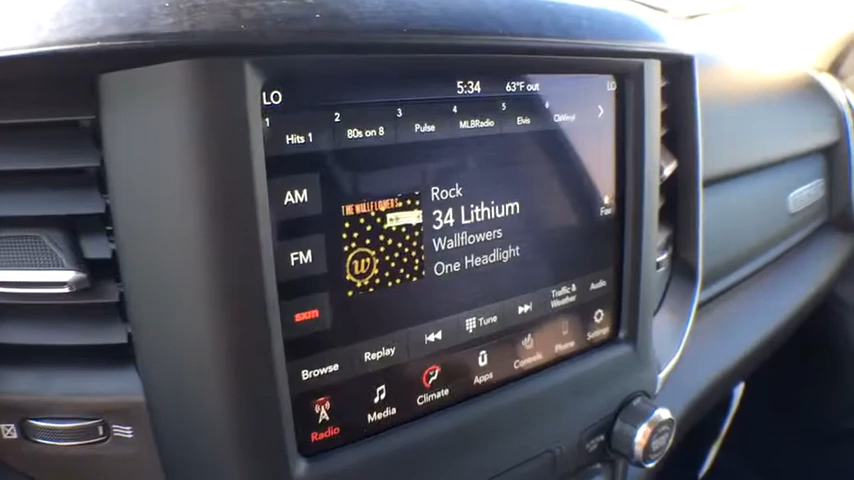 5:34 63°F out
LO LO
1 2 3 4 5 6
Hits 1 80s on 8 Pulse MLBRadio Elvis
AM
FM
sxm
THE WALLFLOWERS
w
Rock
34 Lithium
Wallflowers
One Headlight
Fav
Browse Replay Tune Traffic & Weather Audio
Radio Media Climate Apps Controls Phone Settings